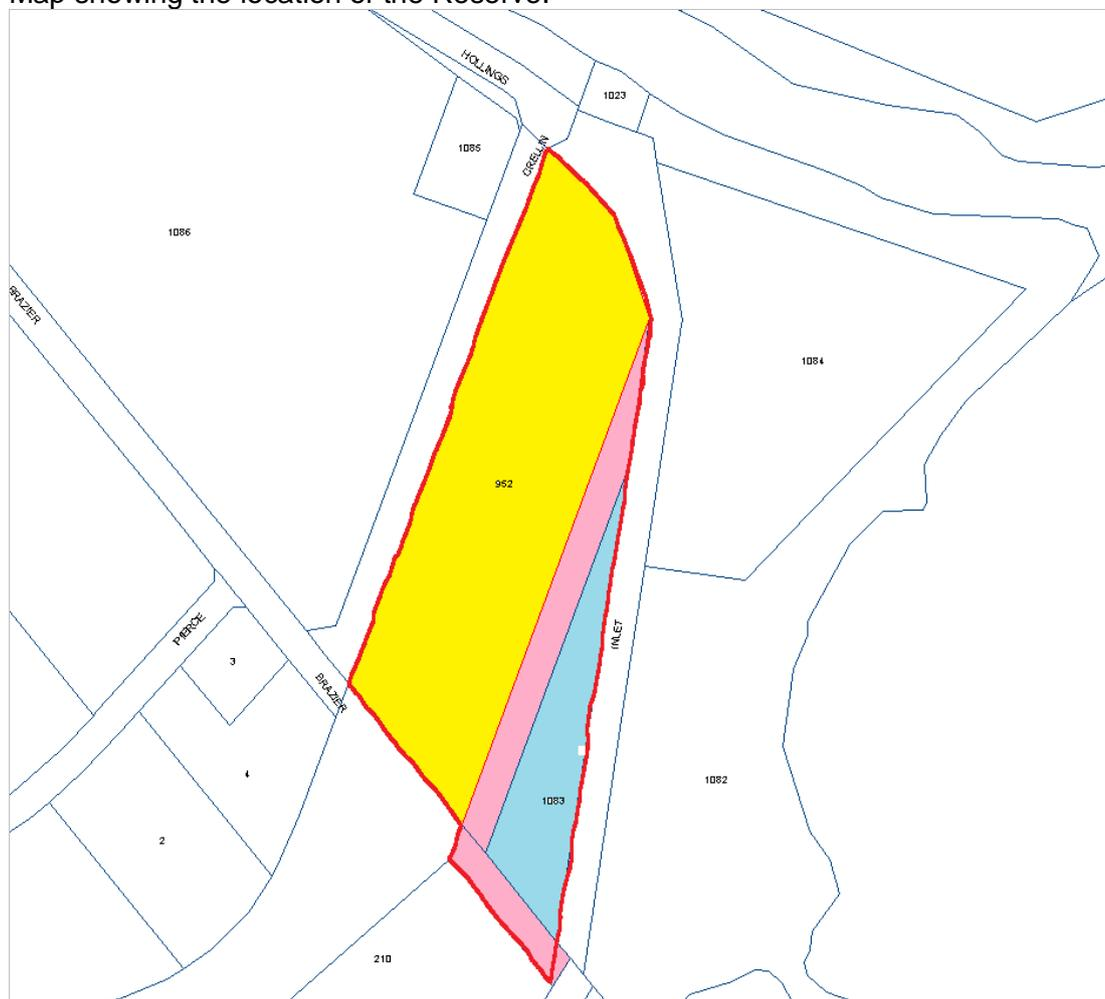 Map showing the location of the Reserve.
HOLLINGS
1023
1085
GRELLIN
1086
BRAZIER
1084
952
PIERCE
INLET
3
BRAZIER
4
1082
1083
2
210